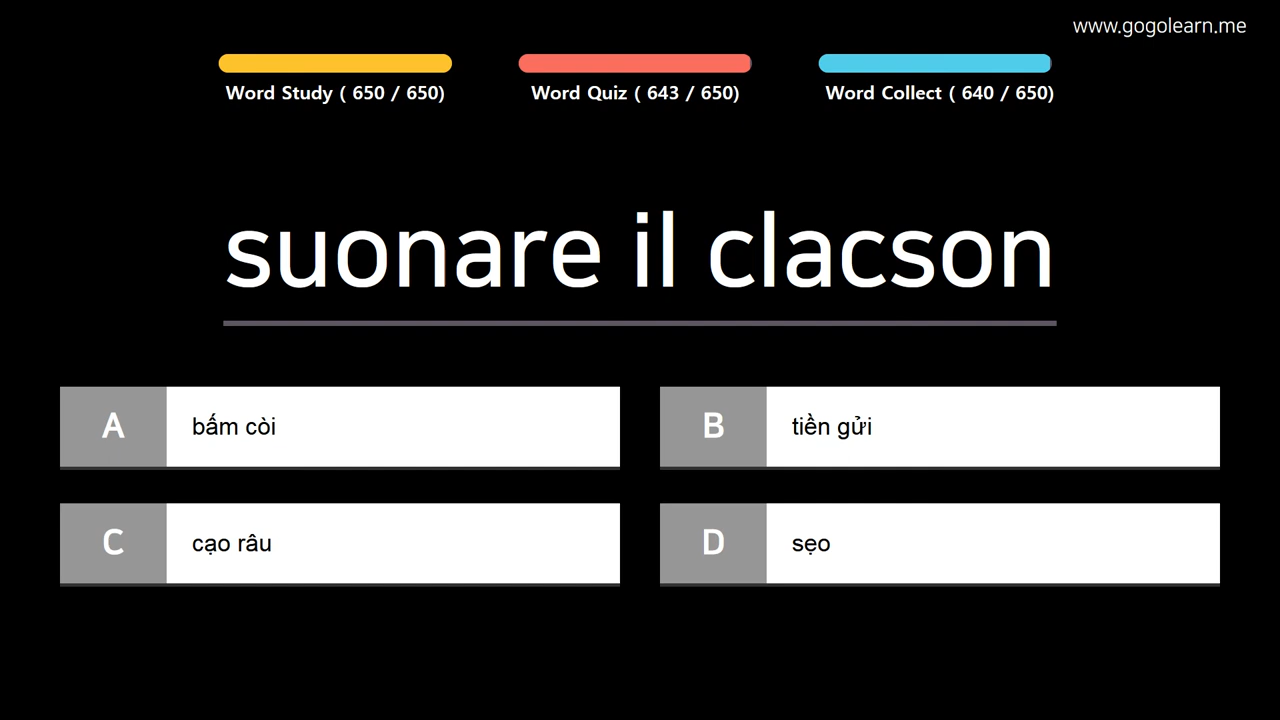 www.gogolearn.me
Word Study ( 650 / 650)
Word Quiz ( 643 / 650)
Word Collect ( 640 / 650)
suonare il clacson
A
bấm còi
B
tiền gửi
C
cạo râu
D
sẹo